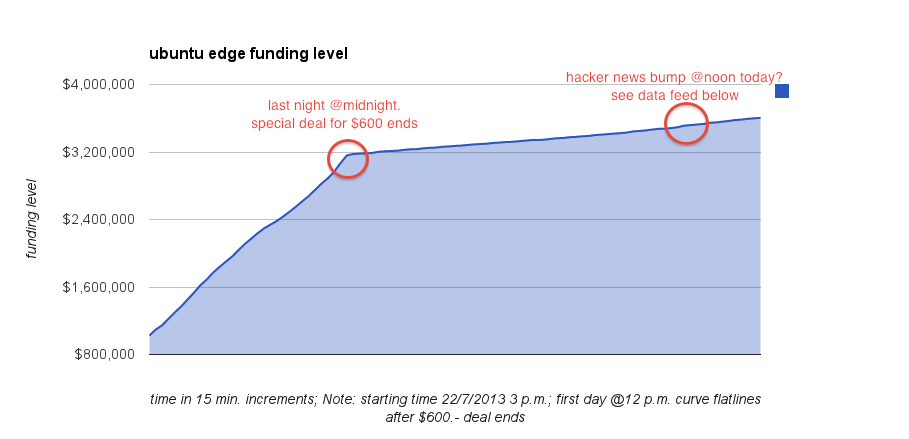 ubuntu edge funding level
$4,000,000
hacker news bump @noon today?
see data feed below
last night @midnight.
special deal for $600 ends
$3,200,000
$2,400,000
funding level
$1,600,000
$800,000
time in 15 min. increments; Note: starting time 22/7/2013 3 p.m.; first day @12 p.m. curve flatlines
after $600.- deal ends